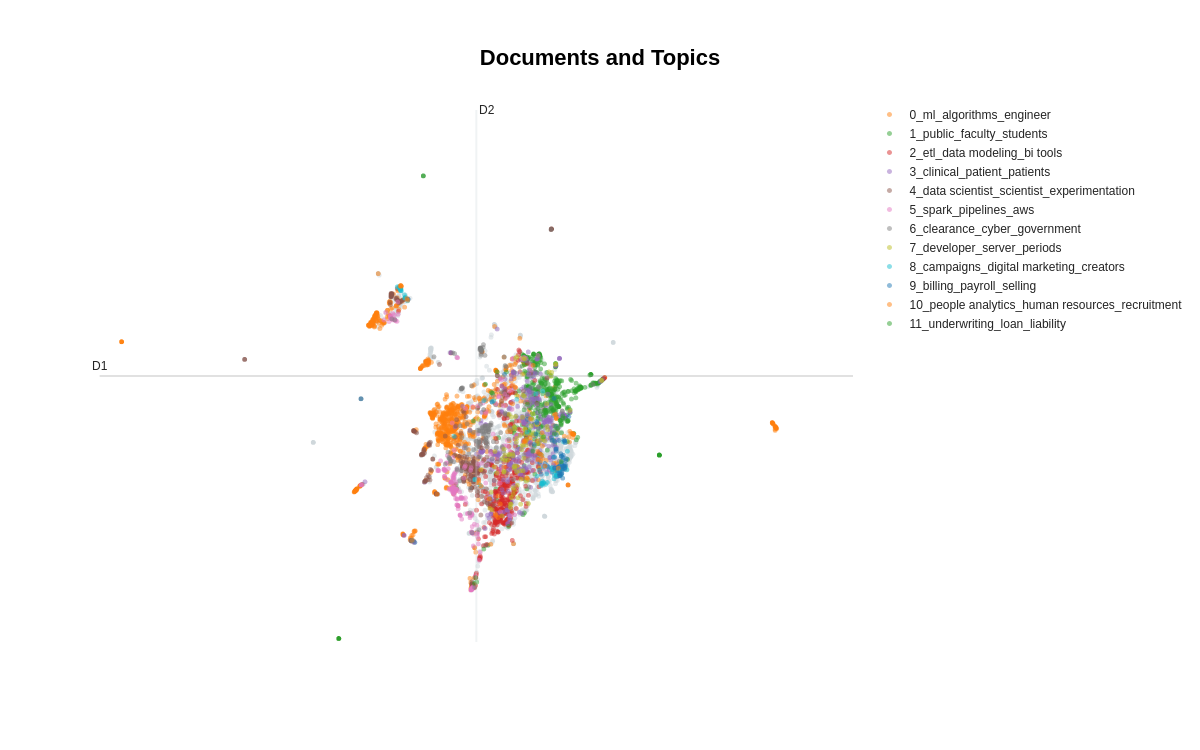 Documents and Topics
D2
D1
0_ml_algorithms_engineer
1_public_faculty_students
2_etl_data modeling_bi tools
3_clinical_patient_patients
4_data scientist_scientist_experimentation
5_spark_pipelines_aws
6_clearance_cyber_government
7_developer_server_periods
8_campaigns_digital marketing_creators
9_billing_payroll_selling
10_people analytics_human resources_recruitment
11_underwriting_loan_liability